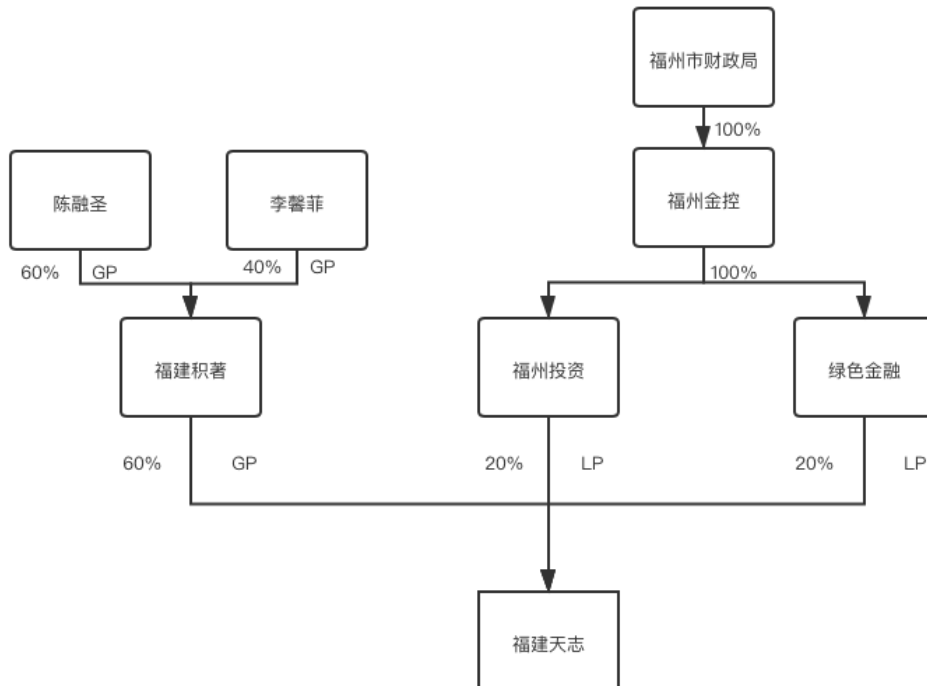 福州市财政局
100%
陈融圣
李馨菲
福州金控
60%
GP
40%
GP
100%
福建积著
福州投资
绿色金融
60%
GP
20%
LP
20%
LP
福建天志